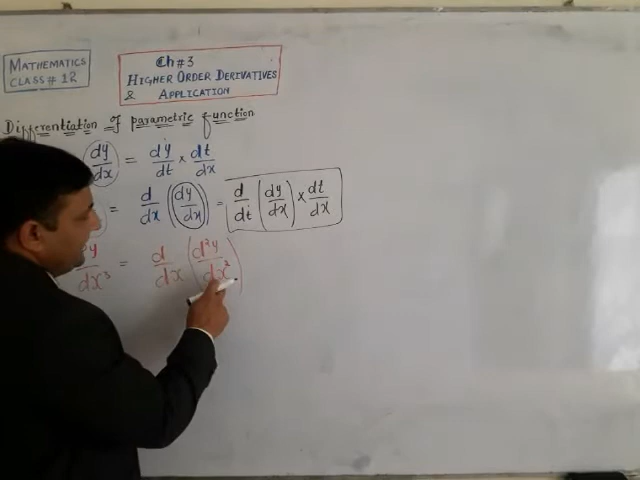 MATHEMATICS
CLASS # 12
Ch # 3
HIGHER ORDER DERIVATIVES
& APPLICATION
Differentiation of parametric function
dy/dx = dy/dt × dt/dx
= d/dx (dy/dx) = d/dt (dy/dx) × dt/dx
y/dx³ = d/dx (d²y/dx²)